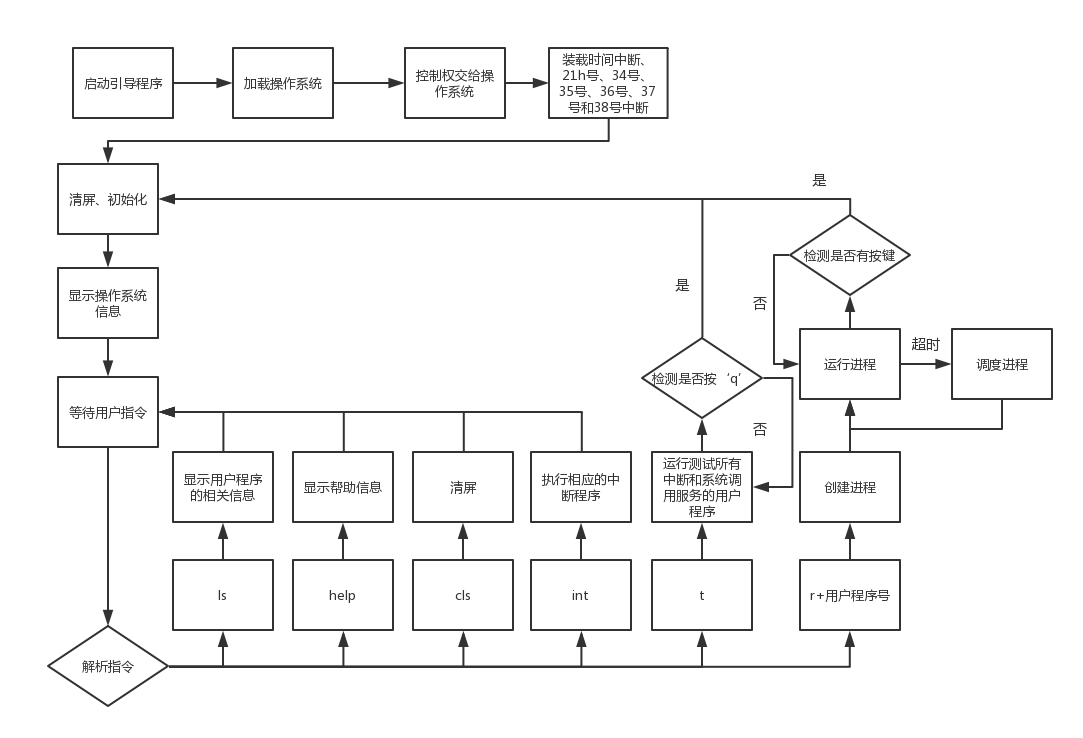 启动引导程序
加载操作系统
控制权交给操
作系统
装载时间中断、
21h号、34号、
35号、36号、37
号和38号中断
清屏、初始化
是
检测是否有按键
显示操作系统
信息
是
否
运行进程
超时
调度进程
检测是否按‘q’
等待用户指令
否
显示用户程序
的相关信息
显示帮助信息
清屏
执行相应的中
断程序
运行测试所有
中断和系统调
用服务的用户
程序
创建进程
ls
help
cls
int
t
r+用户程序号
解析指令